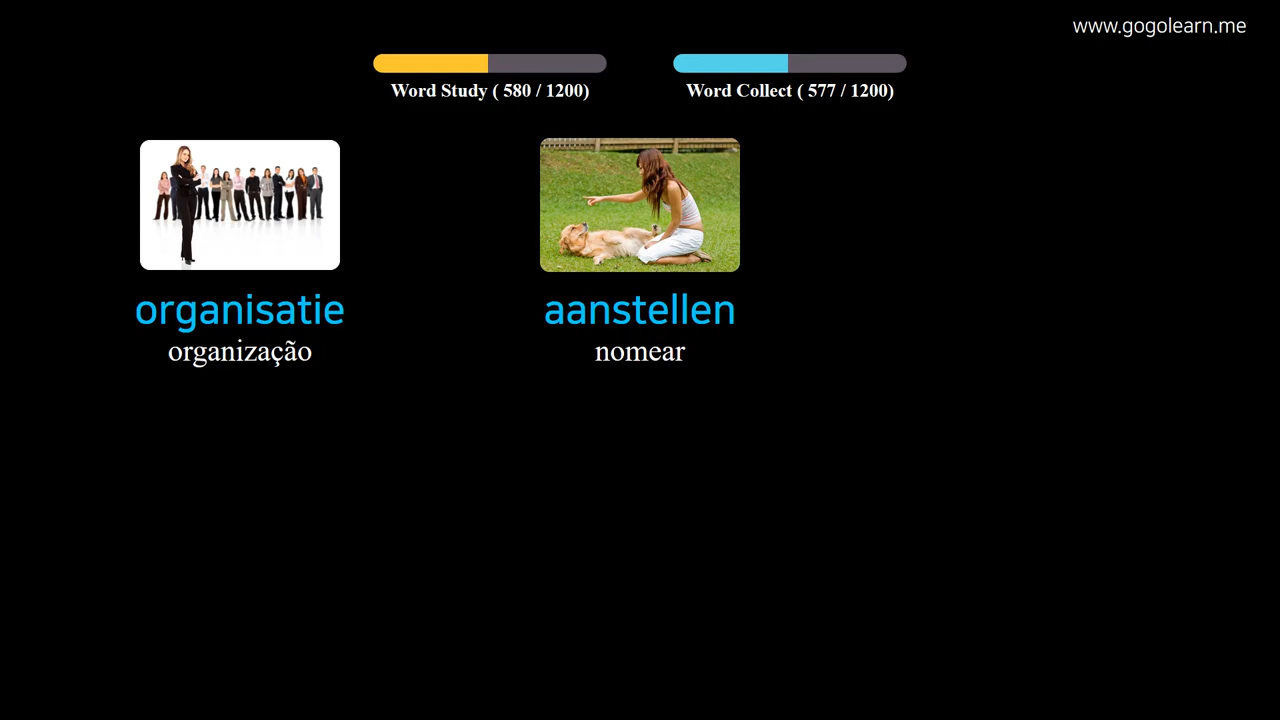 www.gogolearn.me
Word Study ( 580 / 1200)
Word Collect ( 577 / 1200)
organisatie
organização
aanstellen
nomear